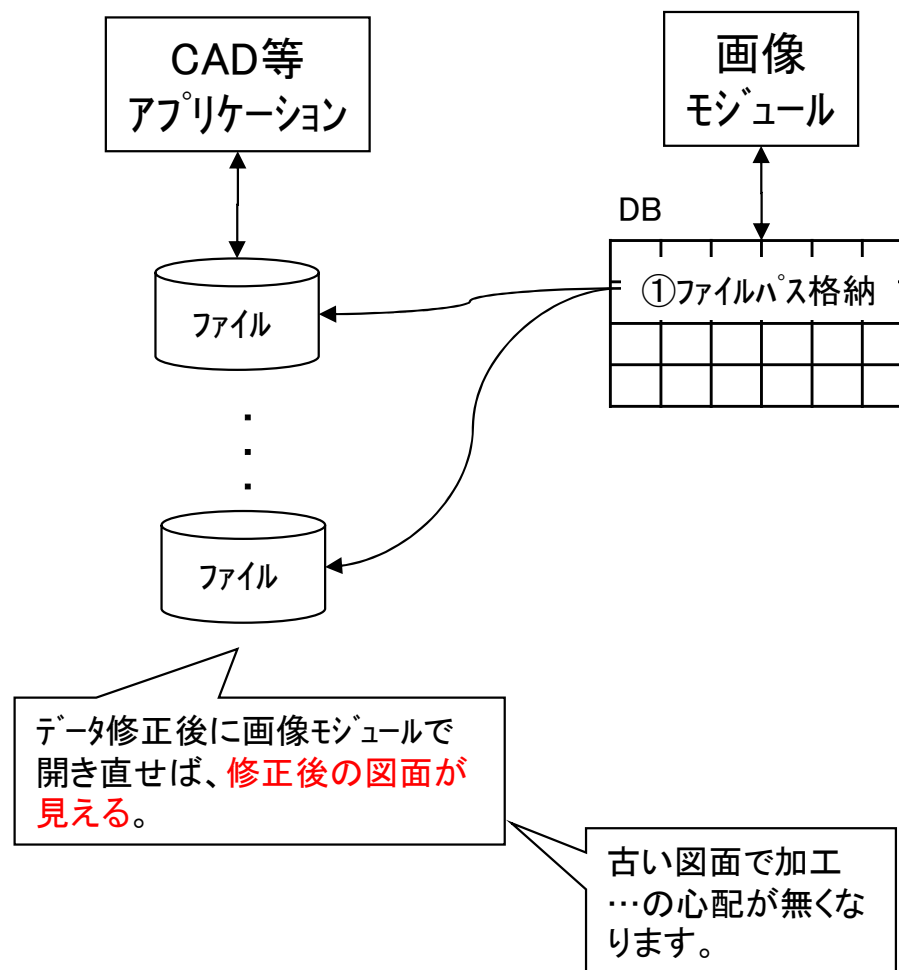 CAD等
アプリケーション
画像
モジュール
DB
①ファイルパス格納
ファイル
・
・
・
ファイル
データ修正後に画像モジュールで
開き直せば、修正後の図面が
見える。
古い図面で加工
…の心配が無くな
ります。